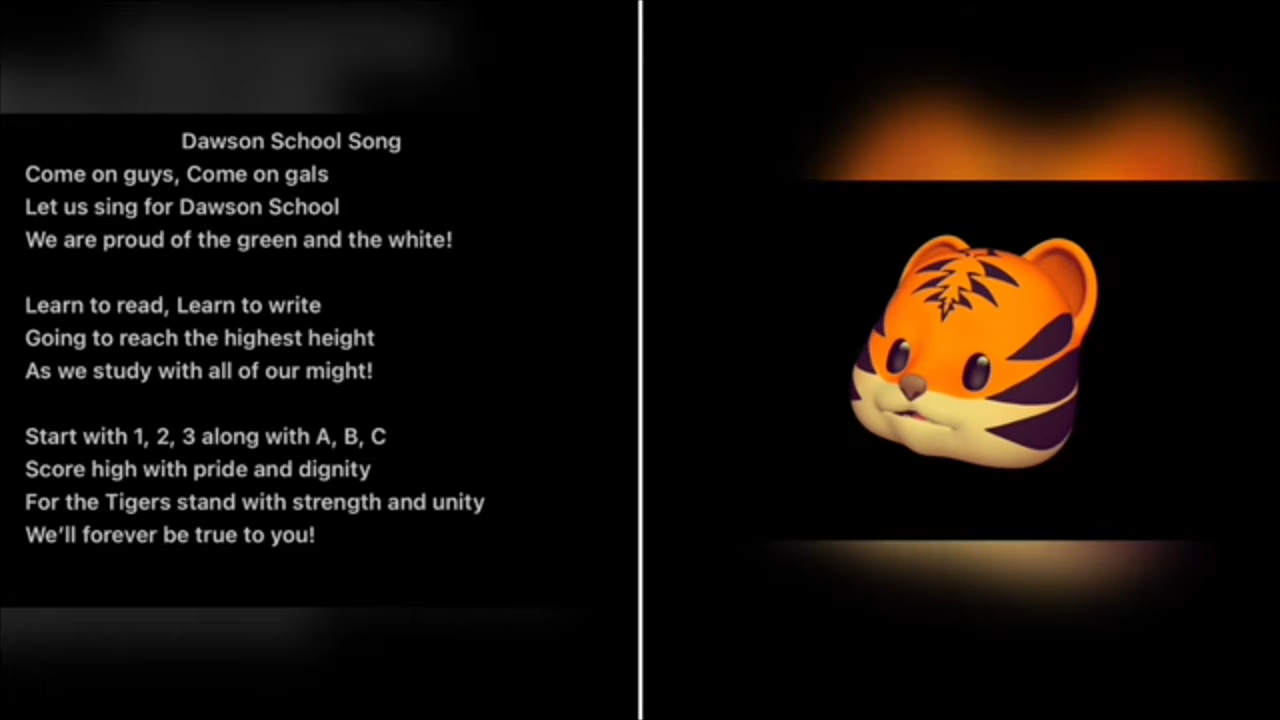 Dawson School Song
Come on guys, Come on gals
Let us sing for Dawson School
We are proud of the green and the white!
Learn to read, Learn to write
Going to reach the highest height
As we study with all of our might!
Start with 1, 2, 3 along with A, B, C
Score high with pride and dignity
For the Tigers stand with strength and unity
We’ll forever be true to you!